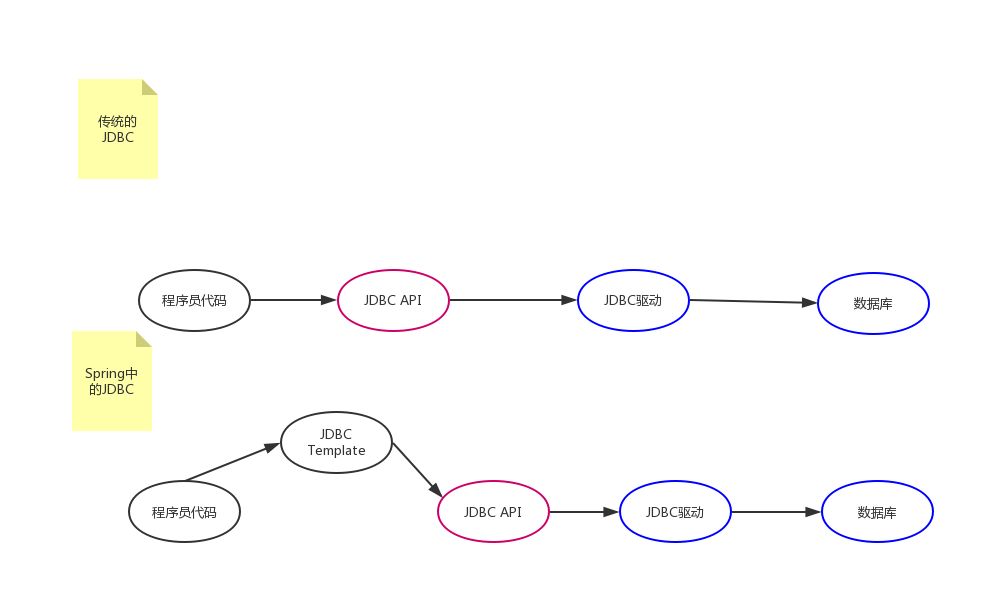 传统的
JDBC
程序员代码
JDBC API
JDBC驱动
数据库
Spring中
的JDBC
JDBC
Template
程序员代码
JDBC API
JDBC驱动
数据库